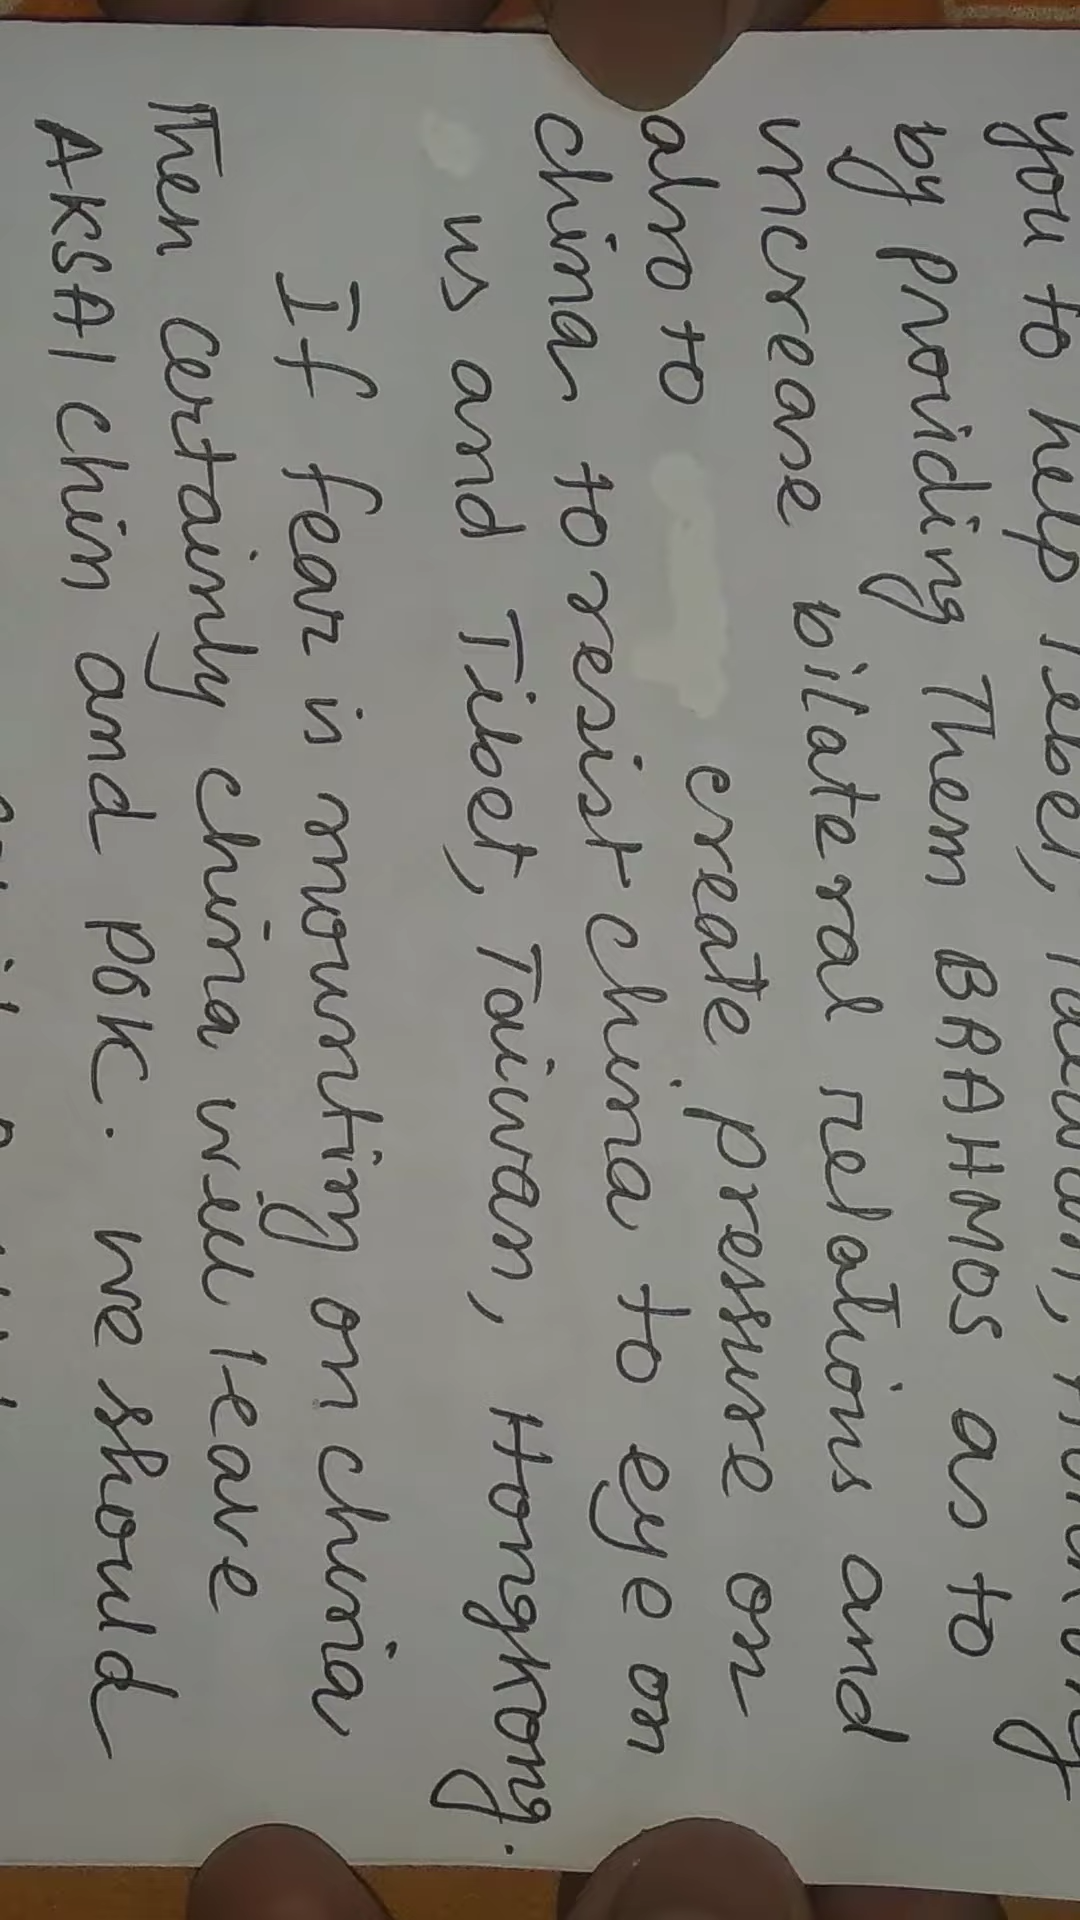 you to help Tebet, Taiwan, Honkong
by providing Them BRAHMOS as to
increase bilateral relations and
also to create pressure on
china to resist china to eye on
us and Tibet, Taiwan, Hongkong.
If fear is mounting on china
Then certainly china will leave
AKSAI chin and POK. we should